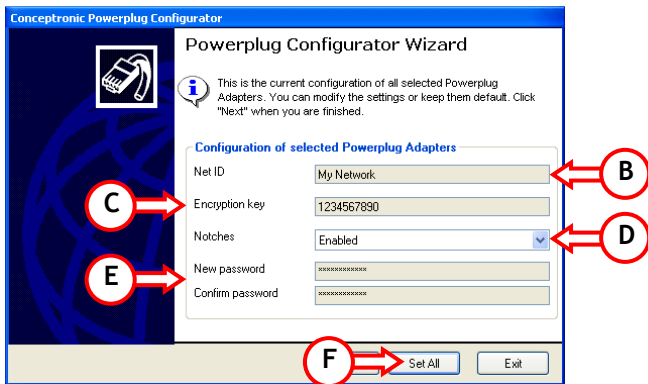 Conceptronic Powerplug Configurator
Powerplug Configurator Wizard
This is the current configuration of all selected Powerplug
Adapters. You can modify the settings or keep them default. Click
"Next" when you are finished.
Configuration of selected Powerplug Adapters
Net ID
My Network
B
C
Encryption key
1234567890
Notches
Enabled
D
E
New password
xxxxxxxxxxxx
Confirm password
xxxxxxxxxxxx
F
Set All
Exit